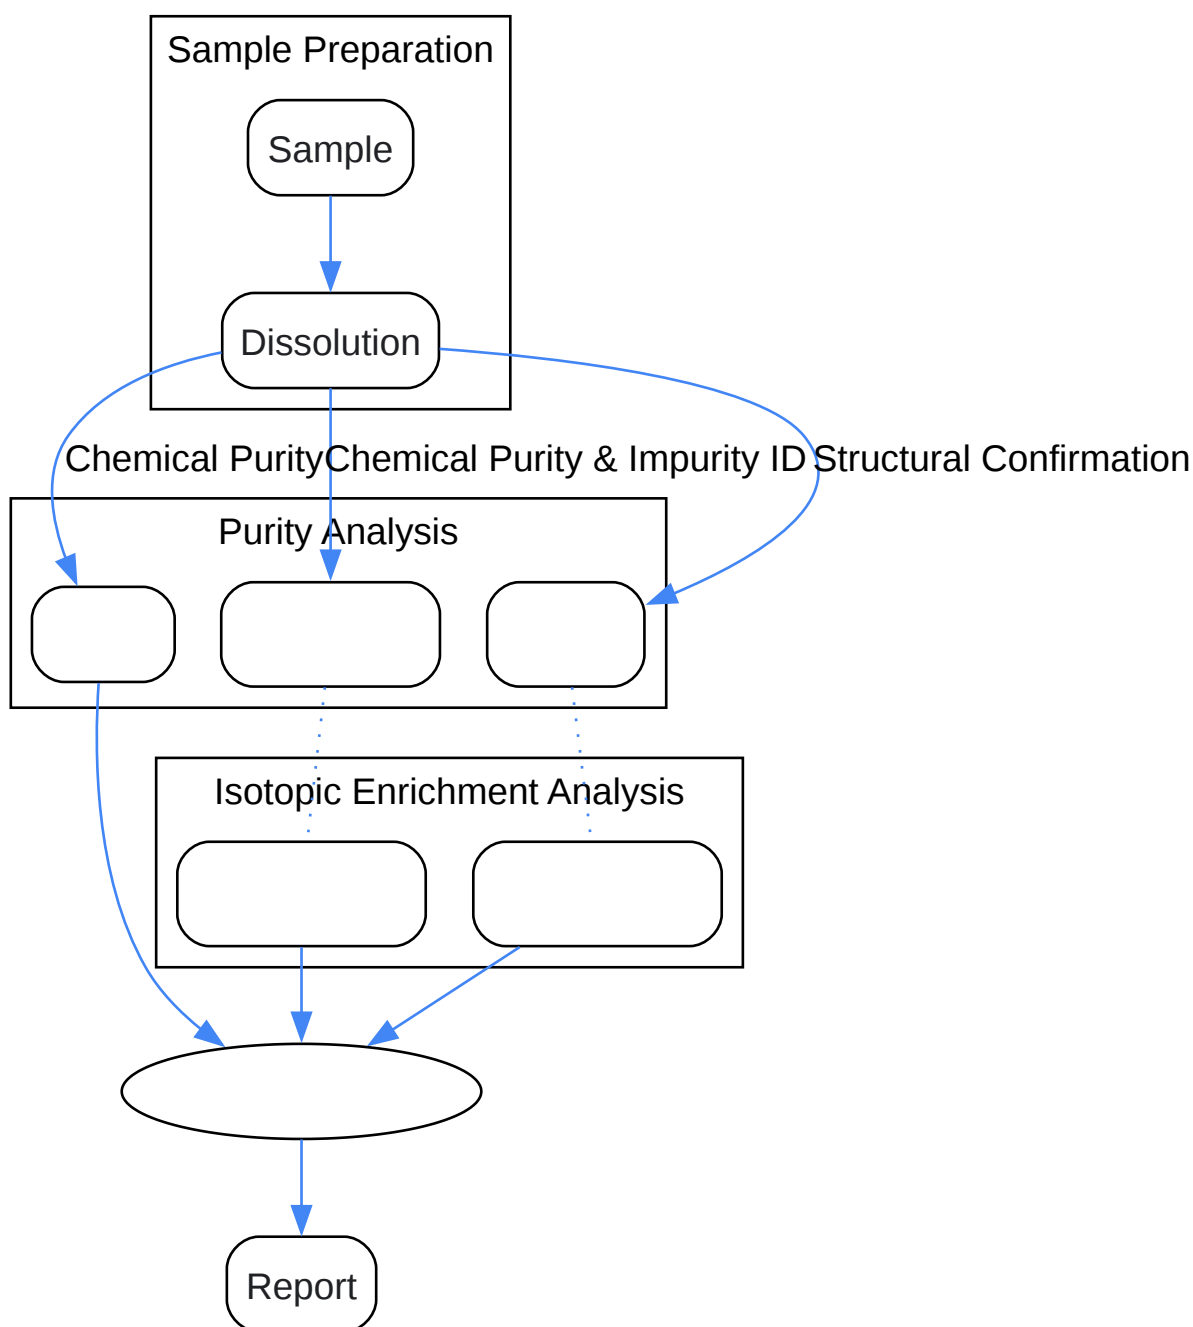 Sample Preparation
Sample
Dissolution
Chemical Purity
Chemical Purity & Impurity ID
Structural Confirmation
Purity Analysis
Isotopic Enrichment Analysis
Report